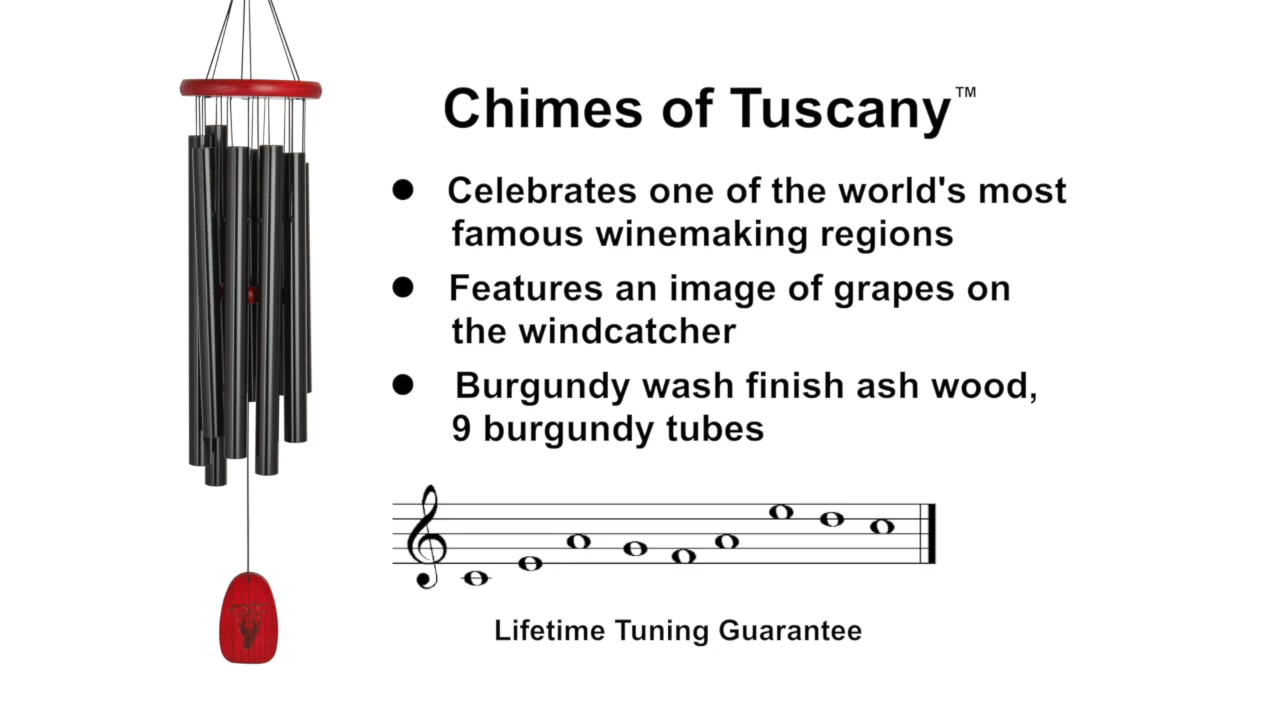 Chimes of Tuscany™
● Celebrates one of the world's most
famous winemaking regions
● Features an image of grapes on
the windcatcher
● Burgundy wash finish ash wood,
9 burgundy tubes
Lifetime Tuning Guarantee